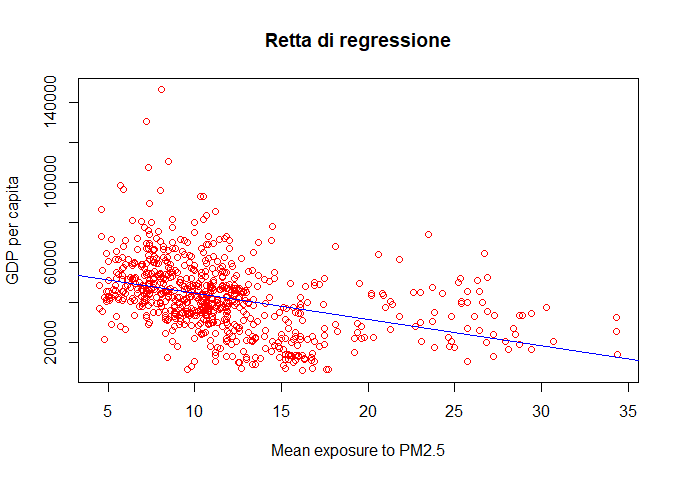 Retta di regressione
GDP per capita
140000
100000
60000
20000
5 10 15 20 25 30 35
Mean exposure to PM2.5